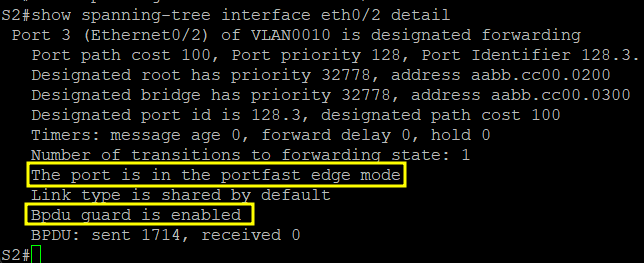 S2#show spanning-tree interface eth0/2 detail
Port 3 (Ethernet0/2) of VLAN0010 is designated forwarding
Port path cost 100, Port priority 128, Port Identifier 128.3.
Designated root has priority 32778, address aabb.cc00.0200
Designated bridge has priority 32778, address aabb.cc00.0300
Designated port id is 128.3, designated path cost 100
Timers: message age 0, forward delay 0, hold 0
Number of transitions to forwarding state: 1
The port is in the portfast edge mode
Link type is shared by default
Bpdu guard is enabled
BPDU: sent 1714, received 0
S2#